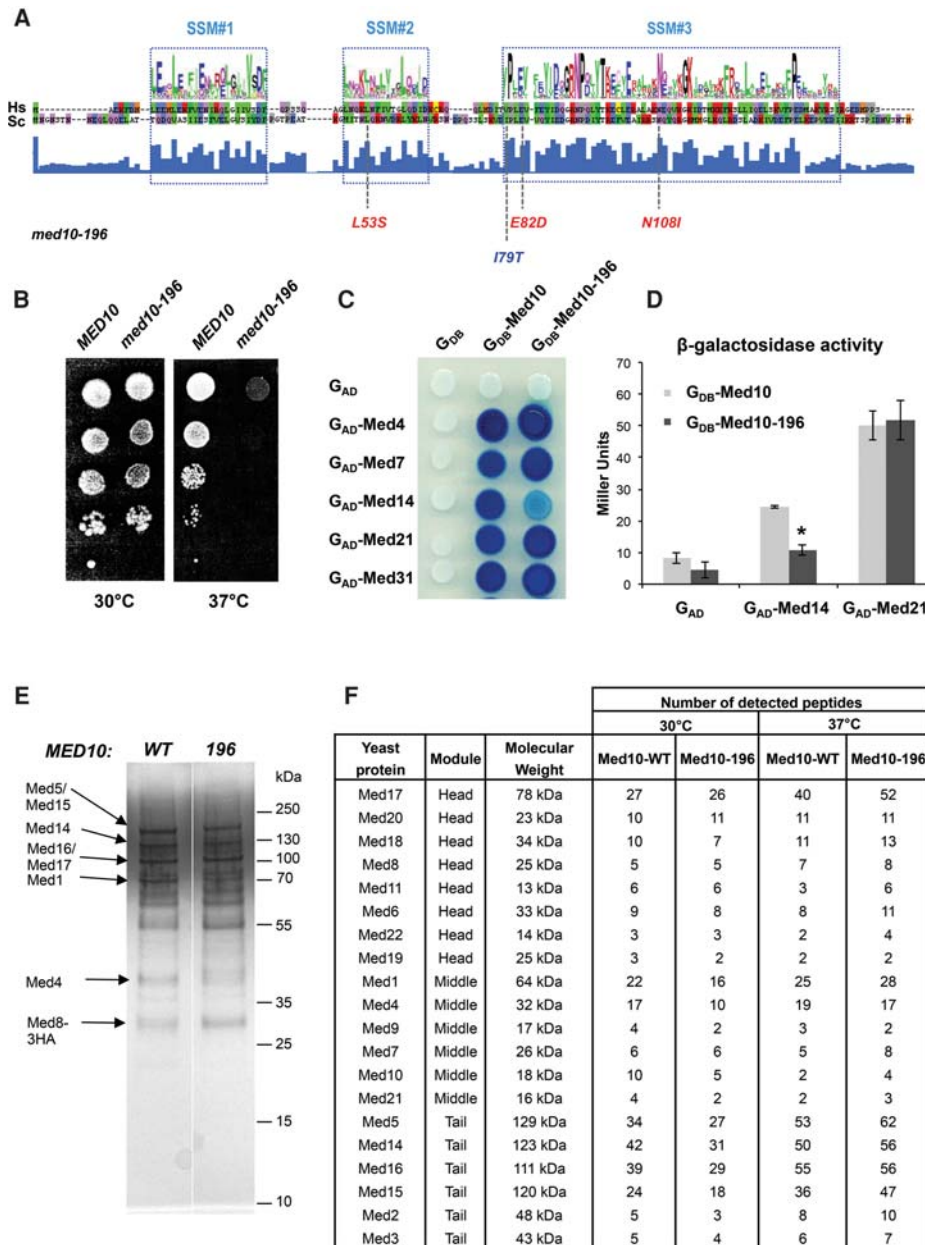 A
SSM#1 SSM#2 SSM#3
Hs
Sc
L53S E82D N108I
med10-196
I79T
B
MED10 med10-196 MED10 med10-196
30°C 37°C
C
GDB GDB-Med10 GDB-Med10-196
GAD
GAD-Med4
GAD-Med7
GAD-Med14
GAD-Med21
GAD-Med31
D
β-galactosidase activity
GDB-Med10
GDB-Med10-196
Miller Units
70
60
50
40
30
20
10
0
*
GAD GAD-Med14 GAD-Med21
E
MED10: WT 196
kDa
Med5/
Med15
Med14
Med16/
Med17
Med1
Med4
Med8-
3HA
250
130
100
70
55
35
25
15
10
F
Number of detected peptides
30°C 37°C
Yeast protein Module Molecular Weight Med10-WT Med10-196 Med10-WT Med10-196
Med17 Head 78 kDa 27 26 40 52
Med20 Head 23 kDa 10 11 11 11
Med18 Head 34 kDa 10 7 11 13
Med8 Head 25 kDa 5 5 7 8
Med11 Head 13 kDa 6 6 3 6
Med6 Head 33 kDa 9 8 8 11
Med22 Head 14 kDa 3 3 2 4
Med19 Head 25 kDa 3 2 2 2
Med1 Middle 64 kDa 22 16 25 28
Med4 Middle 32 kDa 17 10 19 17
Med9 Middle 17 kDa 4 2 3 2
Med7 Middle 26 kDa 6 6 5 8
Med10 Middle 18 kDa 10 5 2 4
Med21 Middle 16 kDa 4 2 2 3
Med5 Tail 129 kDa 34 27 53 62
Med14 Tail 123 kDa 42 31 50 56
Med16 Tail 111 kDa 39 29 55 56
Med15 Tail 120 kDa 24 18 36 47
Med2 Tail 48 kDa 5 3 8 10
Med3 Tail 43 kDa 5 4 6 7